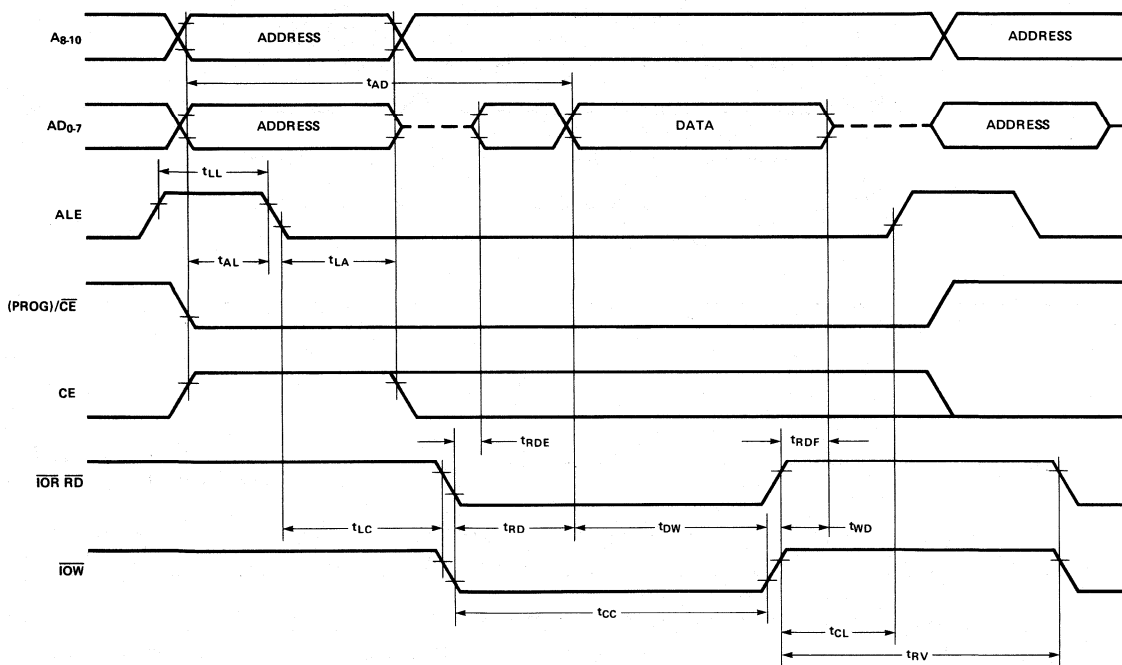 A8-10 ADDRESS ADDRESS
tAD
AD0-7 ADDRESS DATA ADDRESS
tLL
ALE
tAL tLA
(PROG)/CE
CE
tRDE tRDF
IOR RD
tLC tRD tDW tWD
IOW
tCC
tCL
tRV